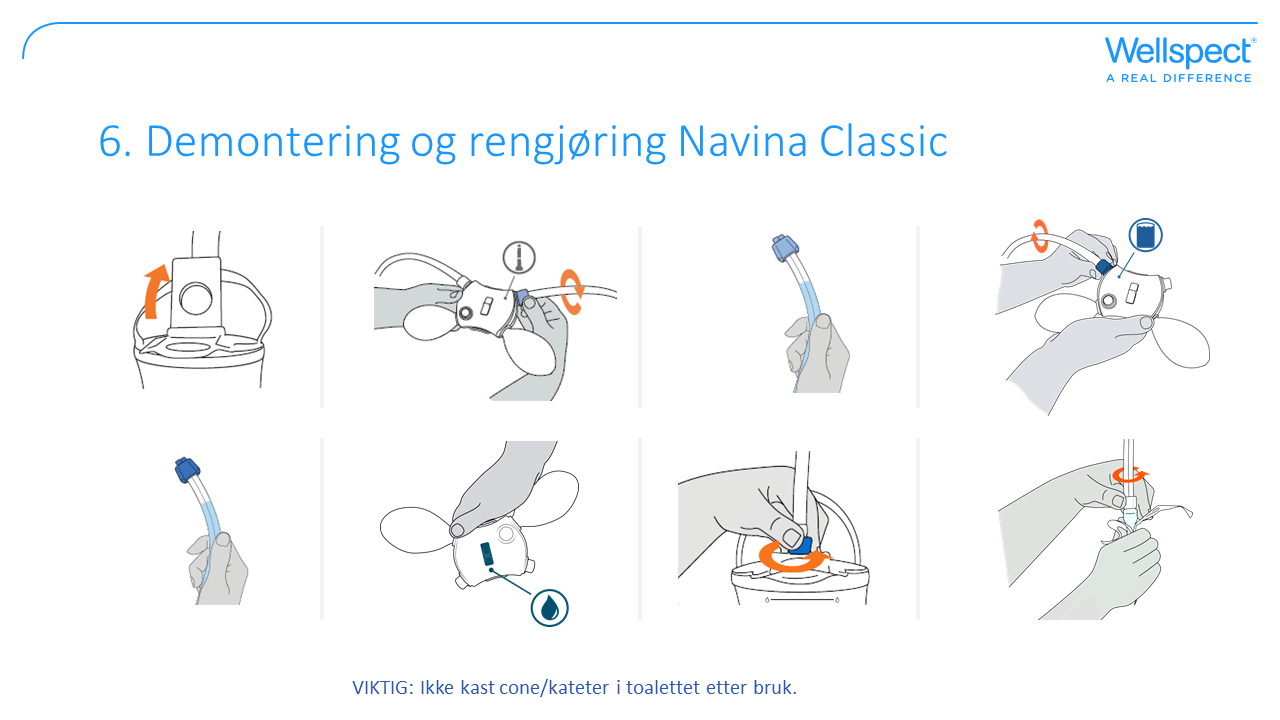 Wellspect®
A REAL DIFFERENCE
6. Demontering og rengjøring Navina Classic
VIKTIG: Ikke kast cone/kateter i toalettet etter bruk.